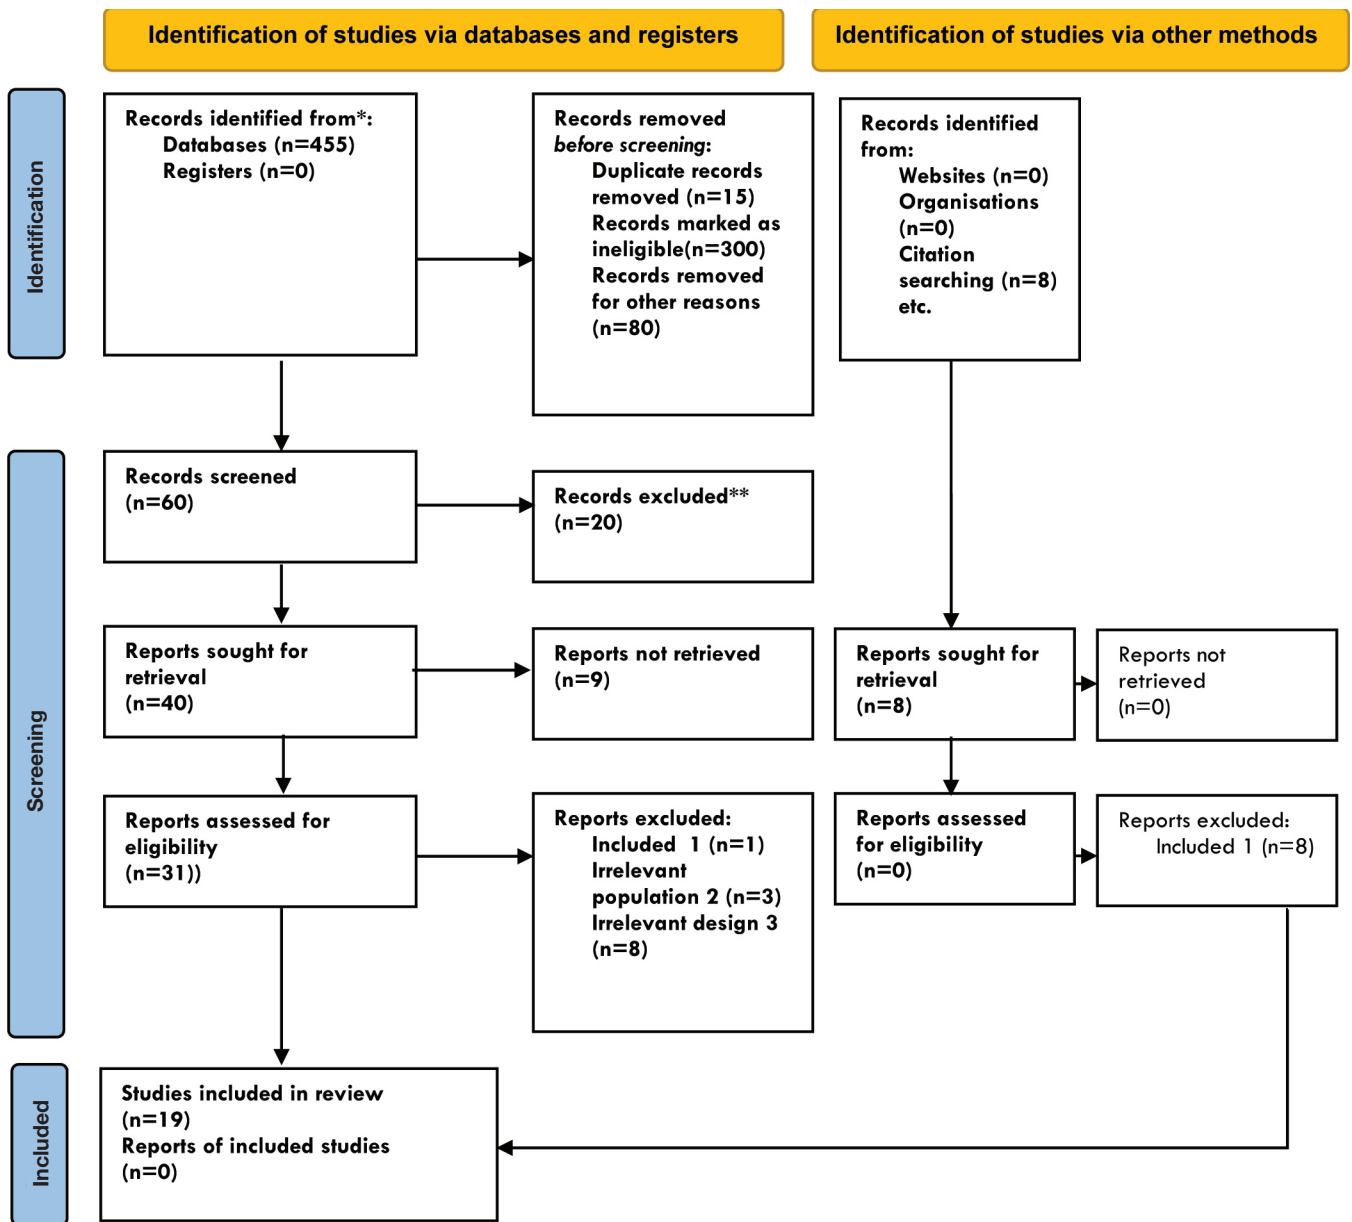 Identification of studies via databases and registers
Identification of studies via other methods
Identification
Records identified from*:
Databases (n=455)
Registers (n=0)
Records removed
before screening:
Duplicate records
removed (n=15)
Records marked as
ineligible(n=300)
Records removed
for other reasons
(n=80)
Records identified
from:
Websites (n=0)
Organisations
(n=0)
Citation
searching (n=8)
etc.
Screening
Records screened
(n=60)
Records excluded**
(n=20)
Reports sought for
retrieval
(n=40)
Reports not retrieved
(n=9)
Reports sought for
retrieval
(n=8)
Reports not
retrieved
(n=0)
Reports assessed for
eligibility
(n=31))
Reports excluded:
Included 1 (n=1)
Irrelevant
population 2 (n=3)
Irrelevant design 3
(n=8)
Reports assessed
for eligibility
(n=0)
Reports excluded:
Included 1 (n=8)
Included
Studies included in review
(n=19)
Reports of included studies
(n=0)